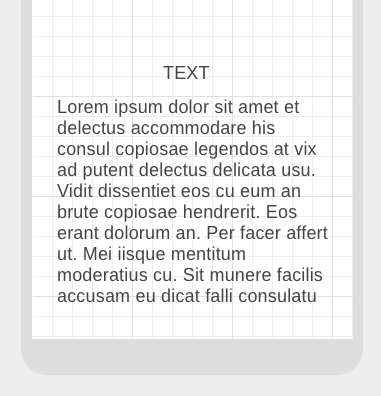 TEXT
Lorem ipsum dolor sit amet et
delectus accommodare his
consul copiosae legendos at vix
ad putent delectus delicata usu.
Vidit dissentiet eos cu eum an
brute copiosae hendrerit. Eos
erant dolorum an. Per facer affert
ut. Mei iisque mentitum
moderatius cu. Sit munere facilis
accusam eu dicat falli consulatu